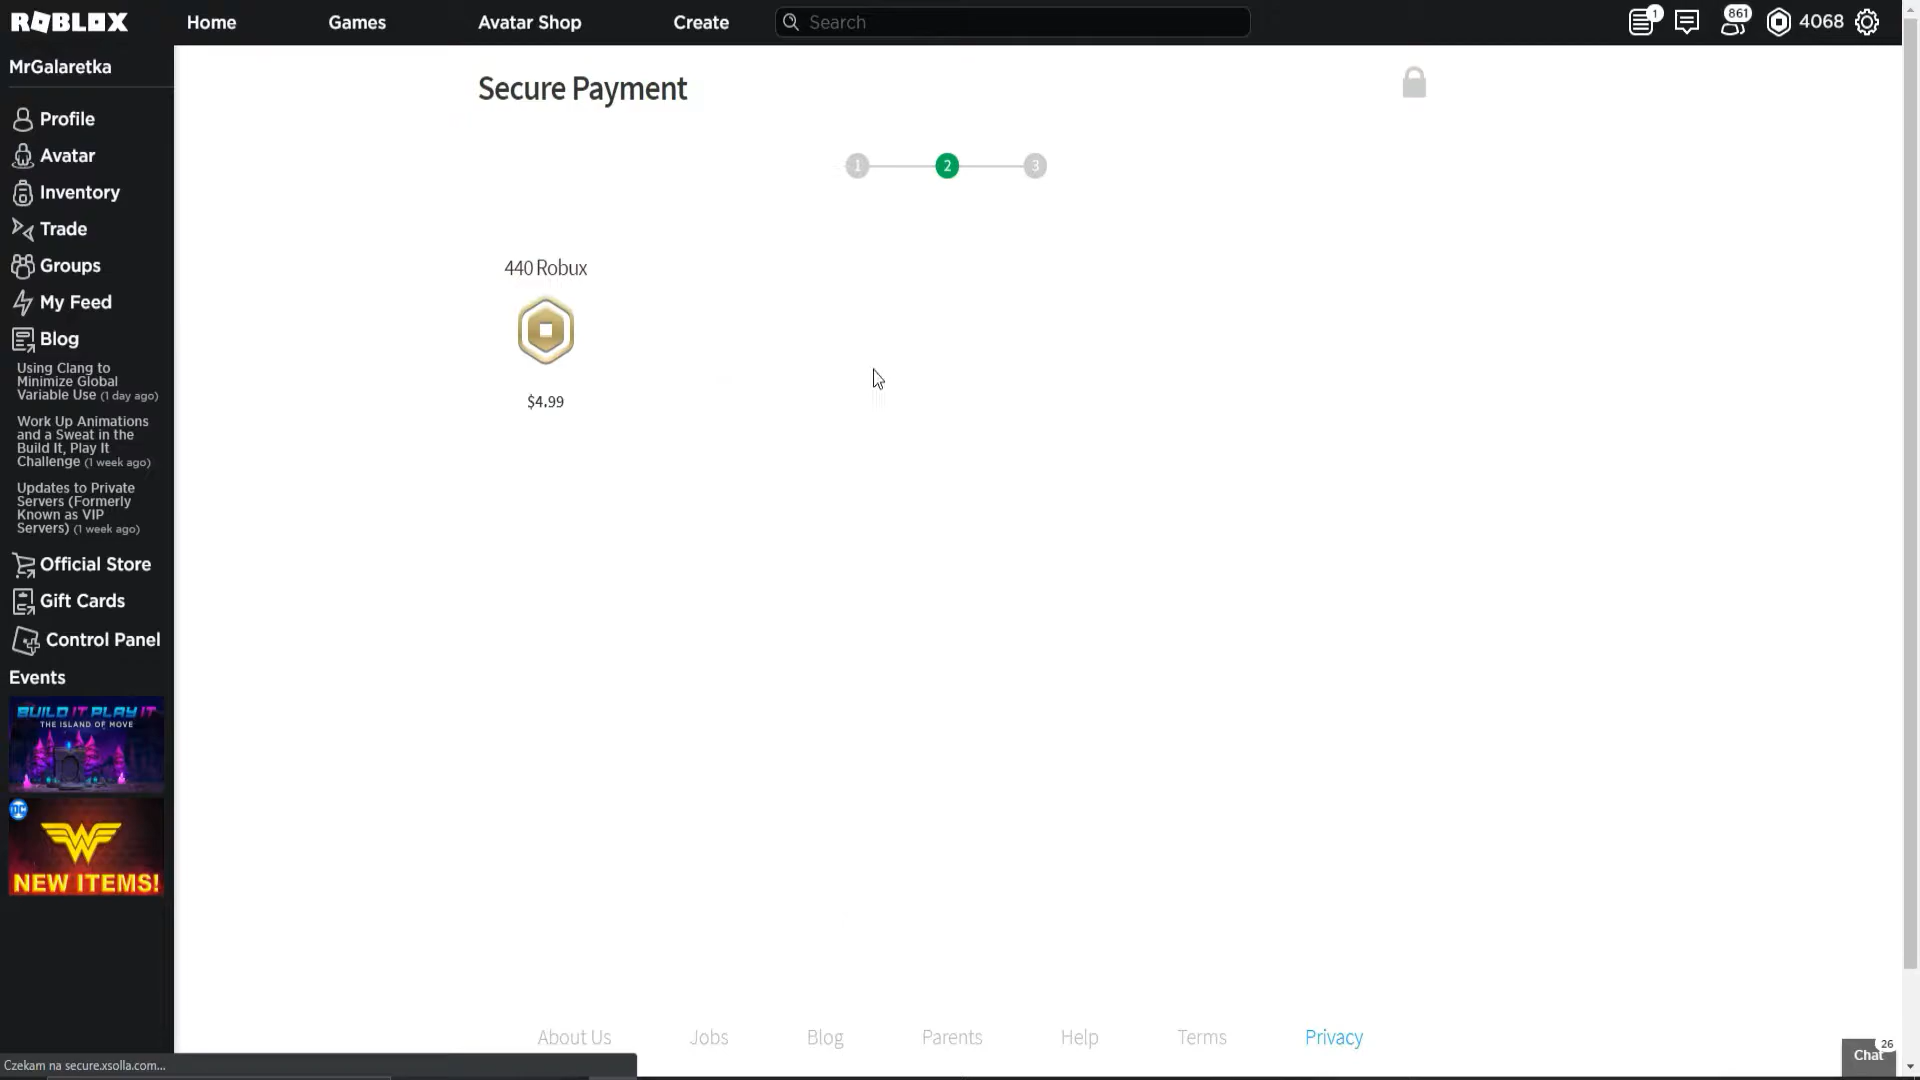 ROBLOX
Home
Games
Avatar Shop
Create
Search
1
861
4068
MrGalaretka
Profile
Avatar
Inventory
Trade
Groups
My Feed
Blog
Using Clang to
Minimize Global
Variable Use (1 day ago)
Work Up Animations
and a Sweat in the
Build It, Play It
Challenge (1 week ago)
Updates to Private
Servers (Formerly
Known as VIP
Servers) (1 week ago)
Official Store
Gift Cards
Control Panel
Events
BUILD IT PLAY IT
THE ISLAND OF MOVE
DC
NEW ITEMS!
Secure Payment
1
2
3
440 Robux
$4.99
About Us
Jobs
Blog
Parents
Help
Terms
Privacy
Chat
26
Czekam na secure.xsolla.com...